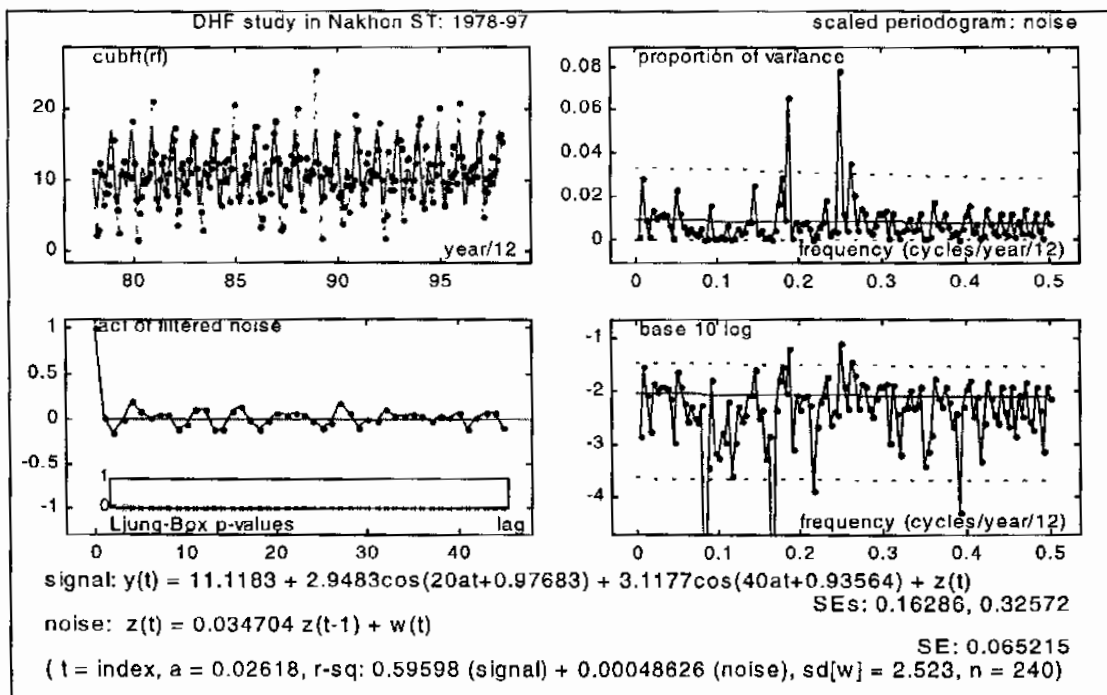 DHF study in Nakhon ST: 1978-97
scaled periodogram: noise
cubrt(rf)
proportion of variance
20
10
0
0.08
0.06
0.04
0.02
0
year/12
frequency (cycles/year/12)
80 85 90 95
0 0.1 0.2 0.3 0.4 0.5
acf of filtered noise
base 10 log
1
0.5
0
-0.5
-1
-1
-2
-3
-4
1
0
Ljung-Box p-values
lag
frequency (cycles/year/12)
0 10 20 30 40
0 0.1 0.2 0.3 0.4 0.5
signal: y(t) = 11.1183 + 2.9483cos(20at+0.97683) + 3.1177cos(40at+0.93564) + z(t)
SEs: 0.16286, 0.32572
noise: z(t) = 0.034704 z(t-1) + w(t)
SE: 0.065215
( t = index, a = 0.02618, r-sq: 0.59598 (signal) + 0.00048626 (noise), sd[w] = 2.523, n = 240)